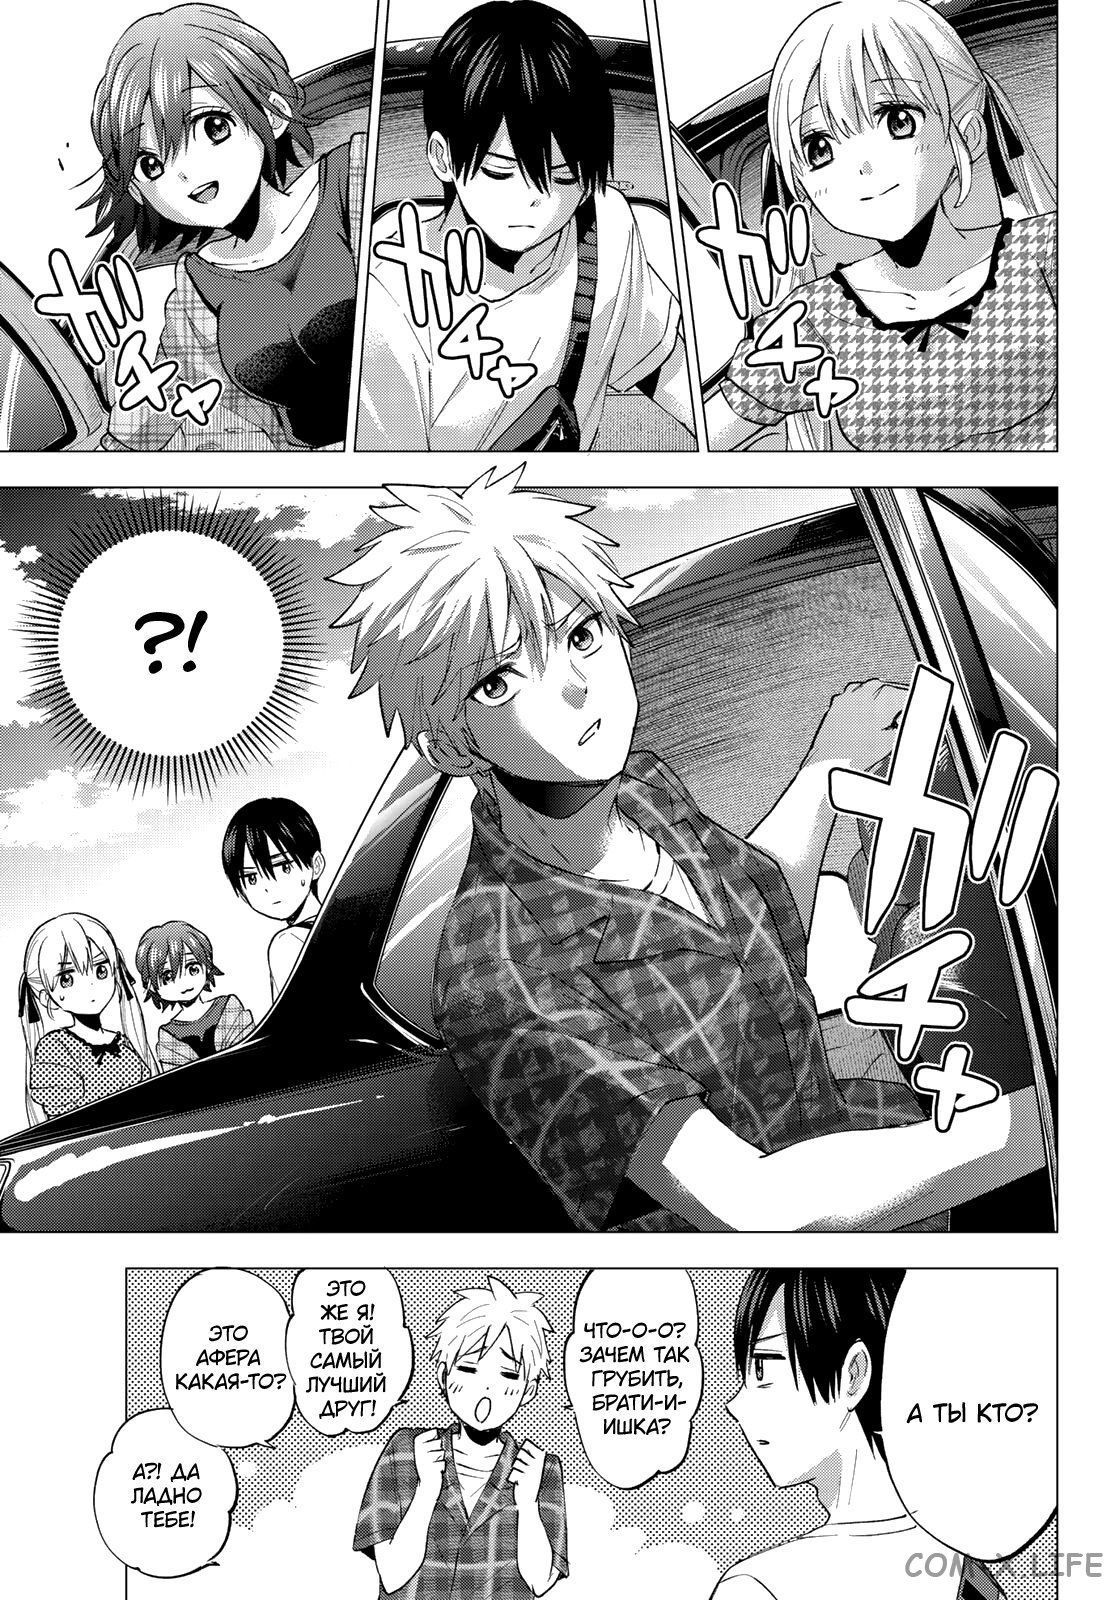 ガチャ
ガチャ
ガチャ
?!
ガチャ
А ТЫ КТО?
ЧТО-О-О?
ЗАЧЕМ ТАК
ГРУБИТЬ,
БРАТИ-И-
ИШКА?
ЭТО
ЖЕ Я!
ТВОЙ
САМЫЙ
ЛУЧШИЙ
ДРУГ!
ЭТО
АФЕРА
КАКАЯ-ТО?
А?! ДА
ЛАДНО
ТЕБЕ!
COM-X LIFE